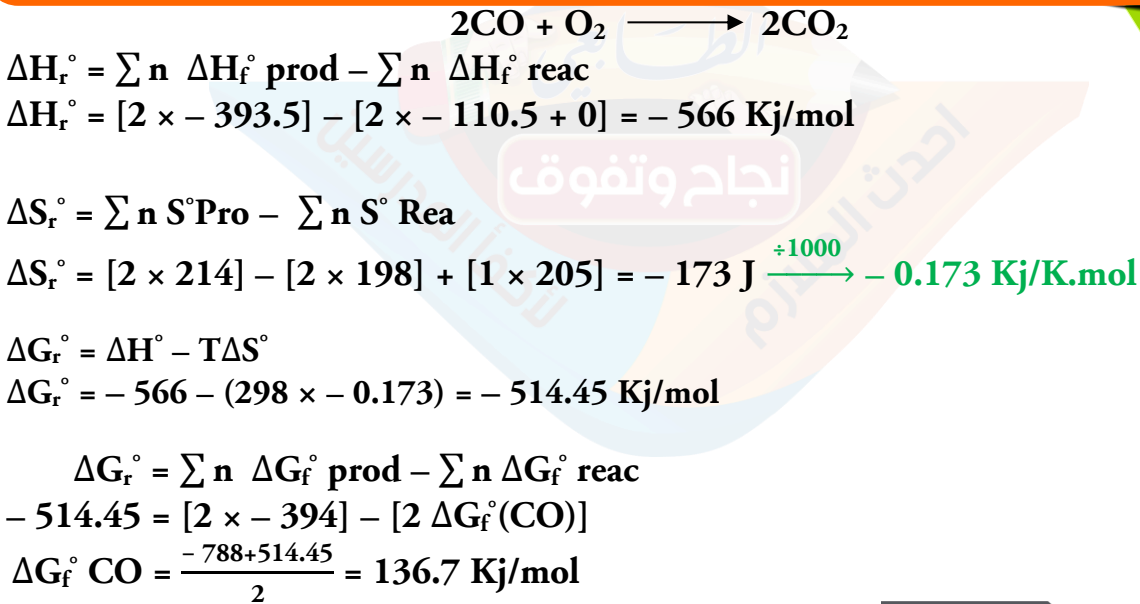 2CO + O₂ ⟶ 2CO₂
ΔHᵣ° = ∑ n ΔH_f° prod – ∑ n ΔH_f° reac
ΔHᵣ° = [2 × – 393.5] – [2 × – 110.5 + 0] = – 566 Kj/mol
نجاح وتفوق
ΔSᵣ° = ∑ n S°Pro – ∑ n S° Rea
ΔSᵣ° = [2 × 214] – [2 × 198] + [1 × 205] = – 173 J —÷1000→ – 0.173 Kj/K.mol
ΔGᵣ° = ΔH° – TΔS°
ΔGᵣ° = – 566 – (298 × – 0.173) = – 514.45 Kj/mol
ΔGᵣ° = ∑ n ΔG_f° prod – ∑ n ΔG_f° reac
– 514.45 = [2 × – 394] – [2 ΔG_f°(CO)]
ΔG_f° CO = (– 788+514.45)/2 = 136.7 Kj/mol